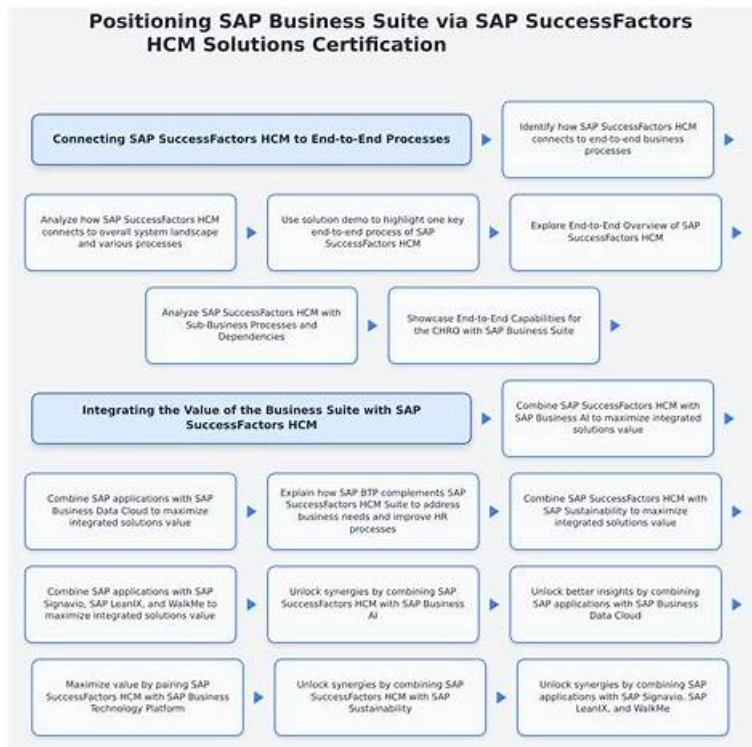 Positioning SAP Business Suite via SAP SuccessFactors
HCM Solutions Certification
Connecting SAP SuccessFactors HCM to End-to-End Processes
Identify how SAP SuccessFactors HCM
connects to end-to-end business
processes
Analyze how SAP SuccessFactors HCM
connects to overall system landscape
and various processes
Use solution demo to highlight one key
end-to-end process of SAP
SuccessFactors HCM
Explore End-to-End Overview of SAP
SuccessFactors HCM
Analyze SAP SuccessFactors HCM with
Sub-Business Processes and
Dependencies
Showcase End-to-End Capabilities for
the CHRO with SAP Business Suite
Integrating the Value of the Business Suite with SAP
SuccessFactors HCM
Combine SAP SuccessFactors HCM with
SAP Business AI to maximize integrated
solutions value
Combine SAP applications with SAP
Business Data Cloud to maximize
integrated solutions value
Explain how SAP BTP complements SAP
SuccessFactors HCM Suite to address
business needs and improve HR
processes
Combine SAP SuccessFactors HCM with
SAP Sustainability to maximize
integrated solutions value
Combine SAP applications with SAP
Signavio, SAP LeanIX, and WalkMe to
maximize integrated solutions value
Unlock synergies by combining SAP
SuccessFactors HCM with SAP Business
AI
Unlock better insights by combining
SAP applications with SAP Business
Data Cloud
Maximize value by pairing SAP
SuccessFactors HCM with SAP Business
Technology Platform
Unlock synergies by combining SAP
SuccessFactors HCM with SAP
Sustainability
Unlock synergies by combining SAP
applications with SAP Signavio, SAP
LeanIX, and WalkMe